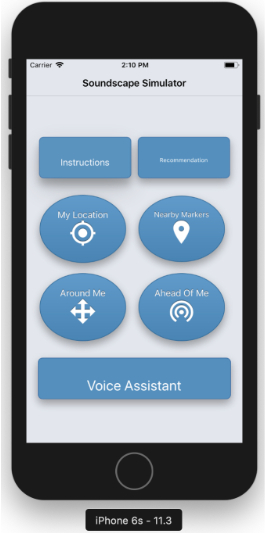 Carrier 2:10 PM
Soundscape Simulator
Instructions Recommendation
My Location Nearby Markers
Around Me Ahead Of Me
Voice Assistant
iPhone 6s - 11.3